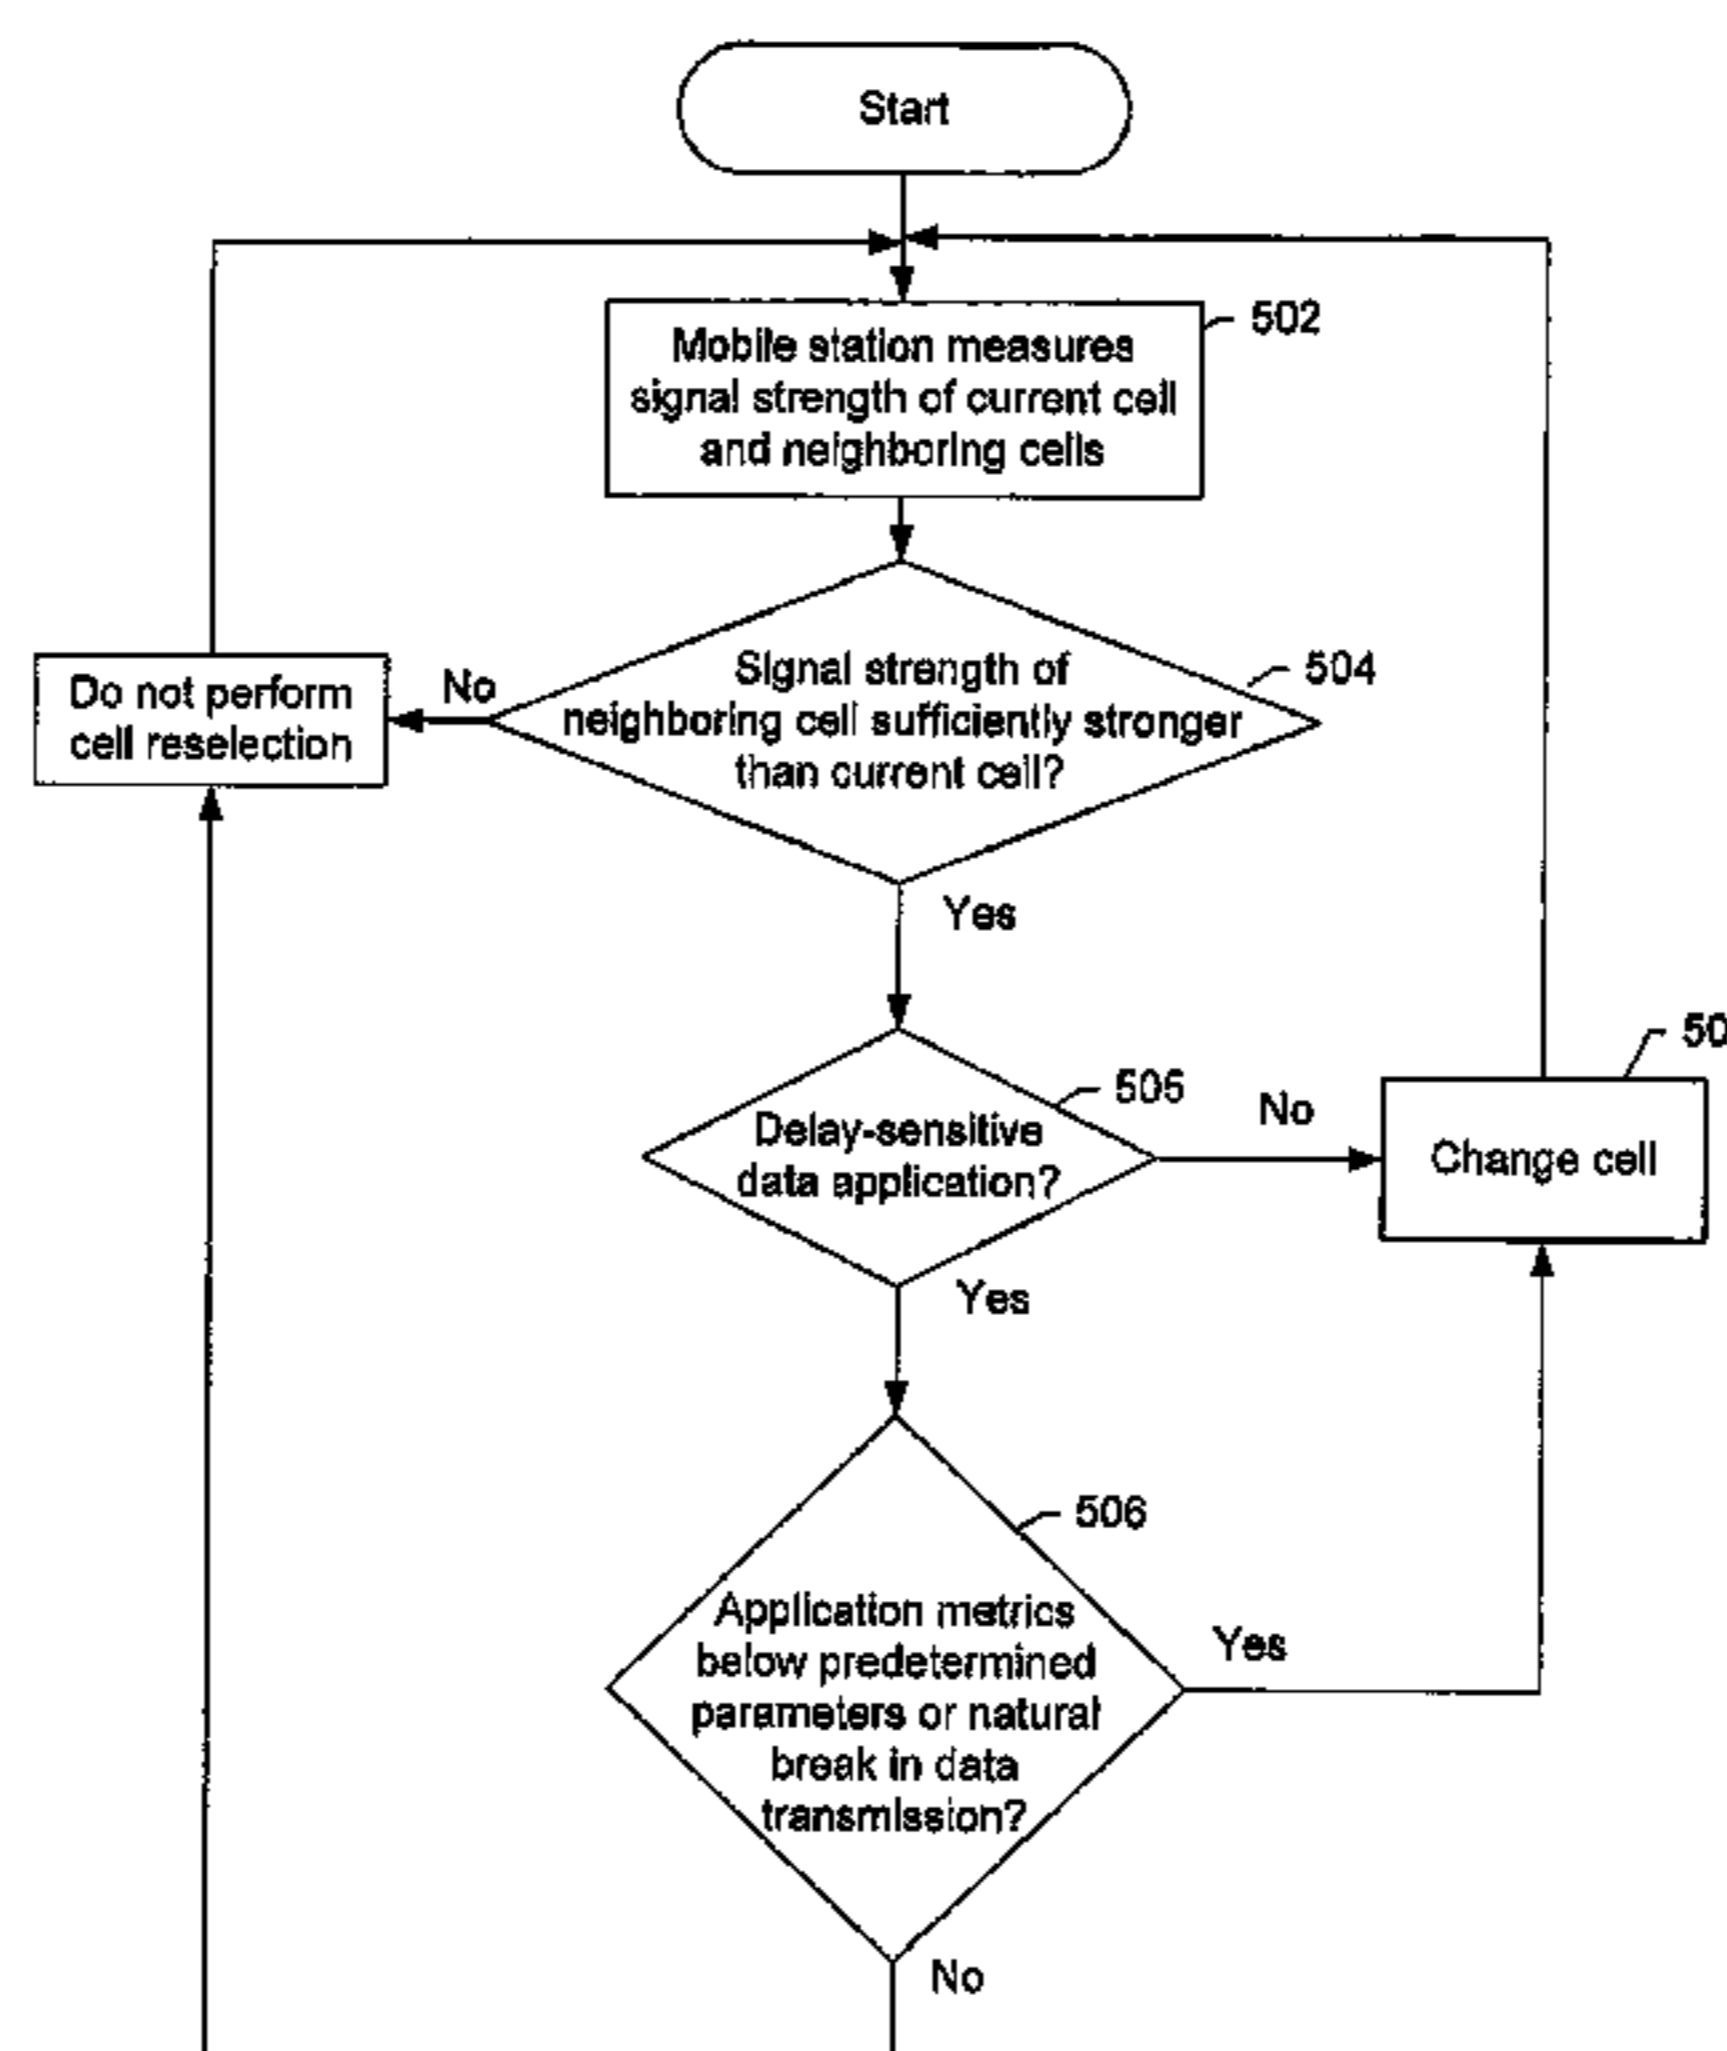 Start
502
Mobile station measures
signal strength of current cell
and neighboring cells
504
Signal strength of
neighboring cell sufficiently stronger
than current cell?
No
Do not perform
cell reselection
Yes
50
505
Delay-sensitive
data application?
No
Change cell
Yes
506
Application metrics
below predetermined
parameters or natural
break in data
transmission?
Yes
No